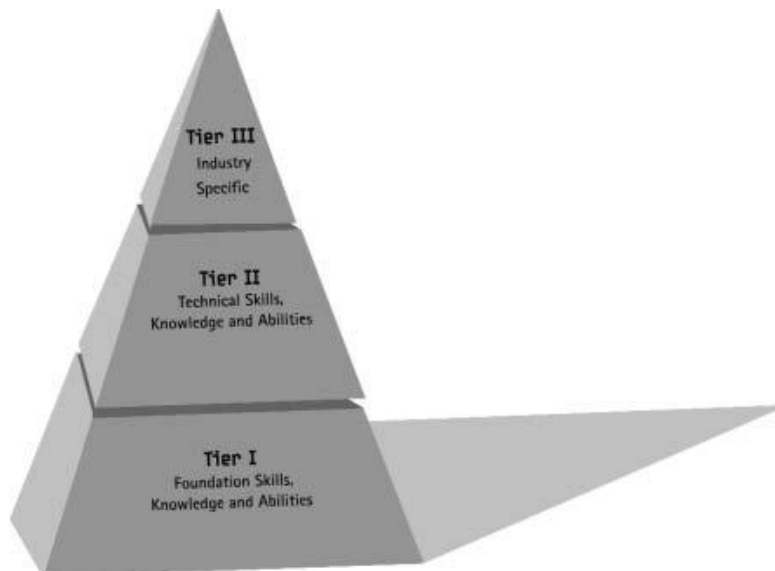 Tier III
Industry
Specific
Tier II
Technical Skills,
Knowledge and Abilities
Tier I
Foundation Skills,
Knowledge and Abilities